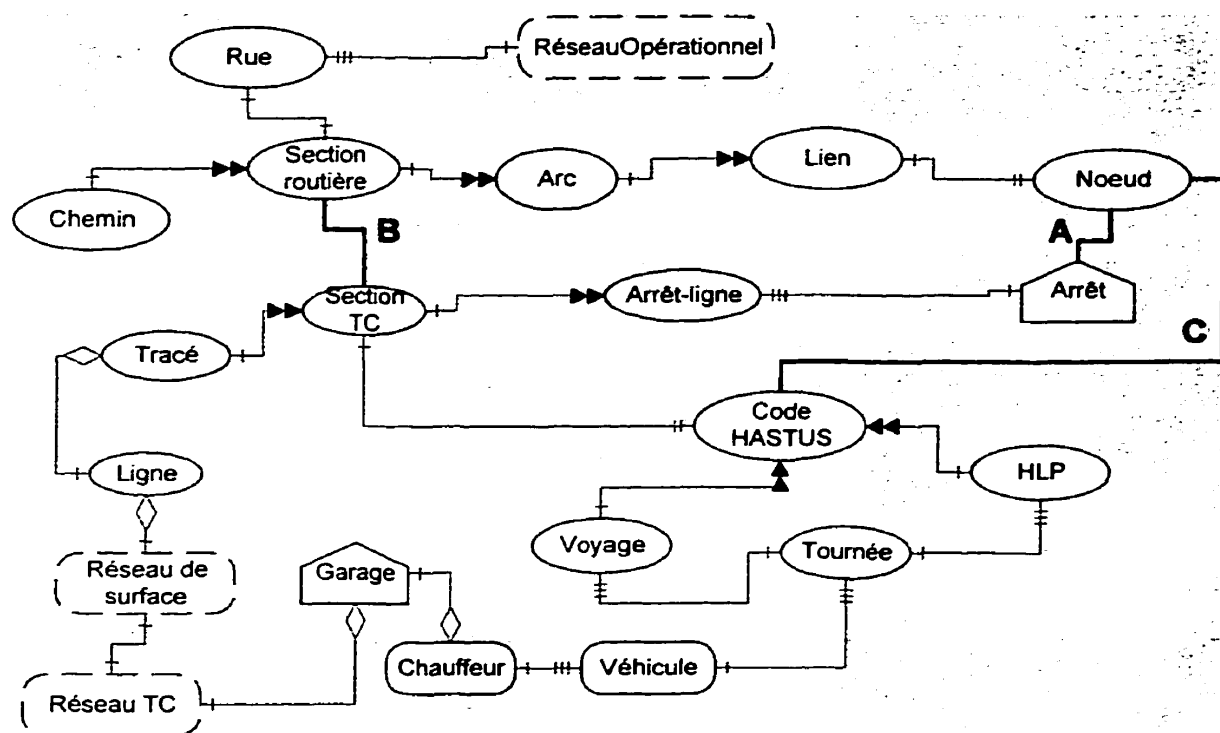 RéseauOpérationnel
Rue
Section
routière
Arc
Lien
Noeud
Chemin
B
A
Section
TC
Arrêt-ligne
Arrêt
C
Tracé
Code
HASTUS
Ligne
HLP
Voyage
Tournée
Réseau de
surface
Garage
Chauffeur
Véhicule
Réseau TC